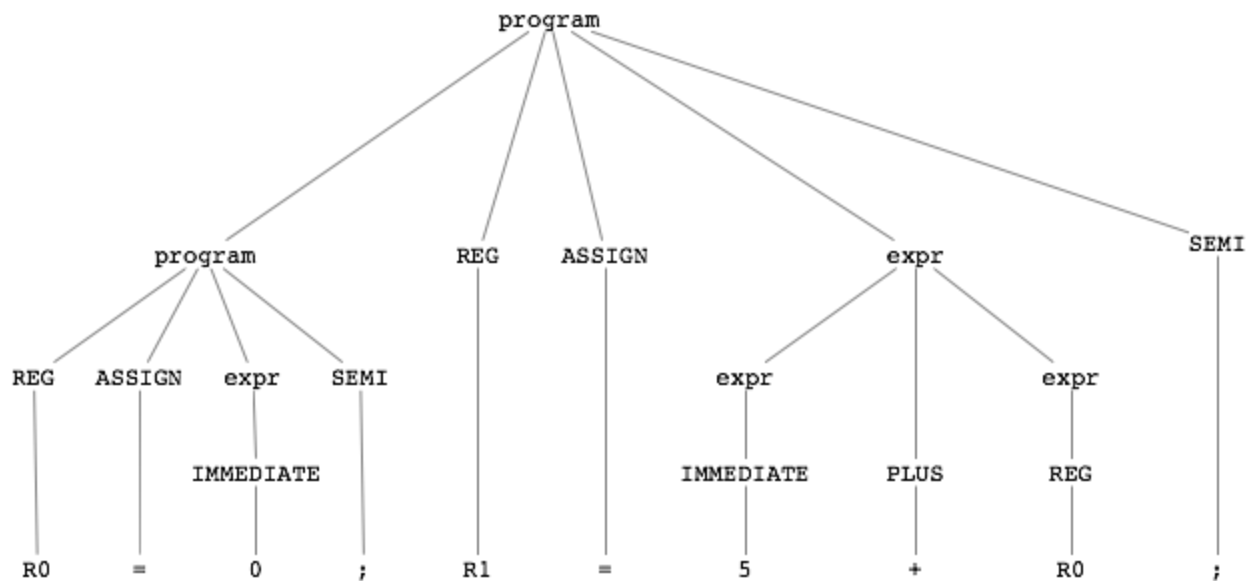 program
program REG ASSIGN expr SEMI
REG ASSIGN expr SEMI expr expr
IMMEDIATE IMMEDIATE PLUS REG
R0 = 0 ; R1 = 5 + R0 ;